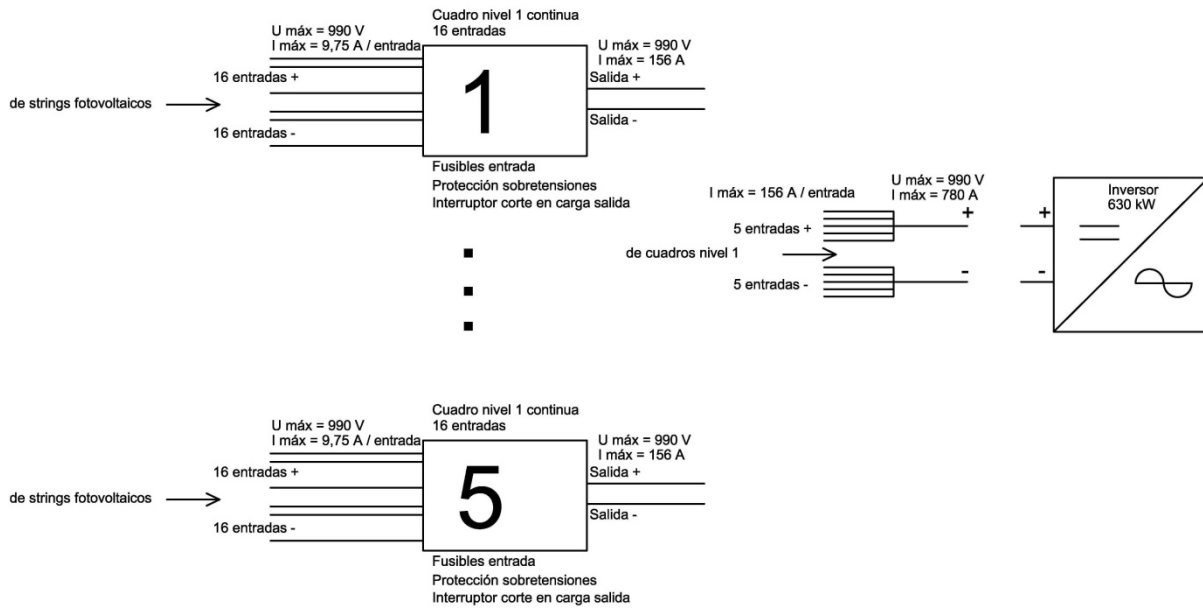 Cuadro nivel 1 continua
16 entradas
U máx = 990 V
I máx = 9,75 A / entrada
U máx = 990 V
I máx = 156 A
1
16 entradas +
Salida +
de strings fotovoltaicos
16 entradas -
Salida -
Fusibles entrada
Protección sobretensiones
Interruptor corte en carga salida
I máx = 156 A / entrada
U máx = 990 V
I máx = 780 A
Inversor
630 kW
5 entradas +
+
+
de cuadros nivel 1
5 entradas -
-
-
Cuadro nivel 1 continua
16 entradas
U máx = 990 V
I máx = 9,75 A / entrada
U máx = 990 V
I máx = 156 A
5
16 entradas +
Salida +
de strings fotovoltaicos
16 entradas -
Salida -
Fusibles entrada
Protección sobretensiones
Interruptor corte en carga salida